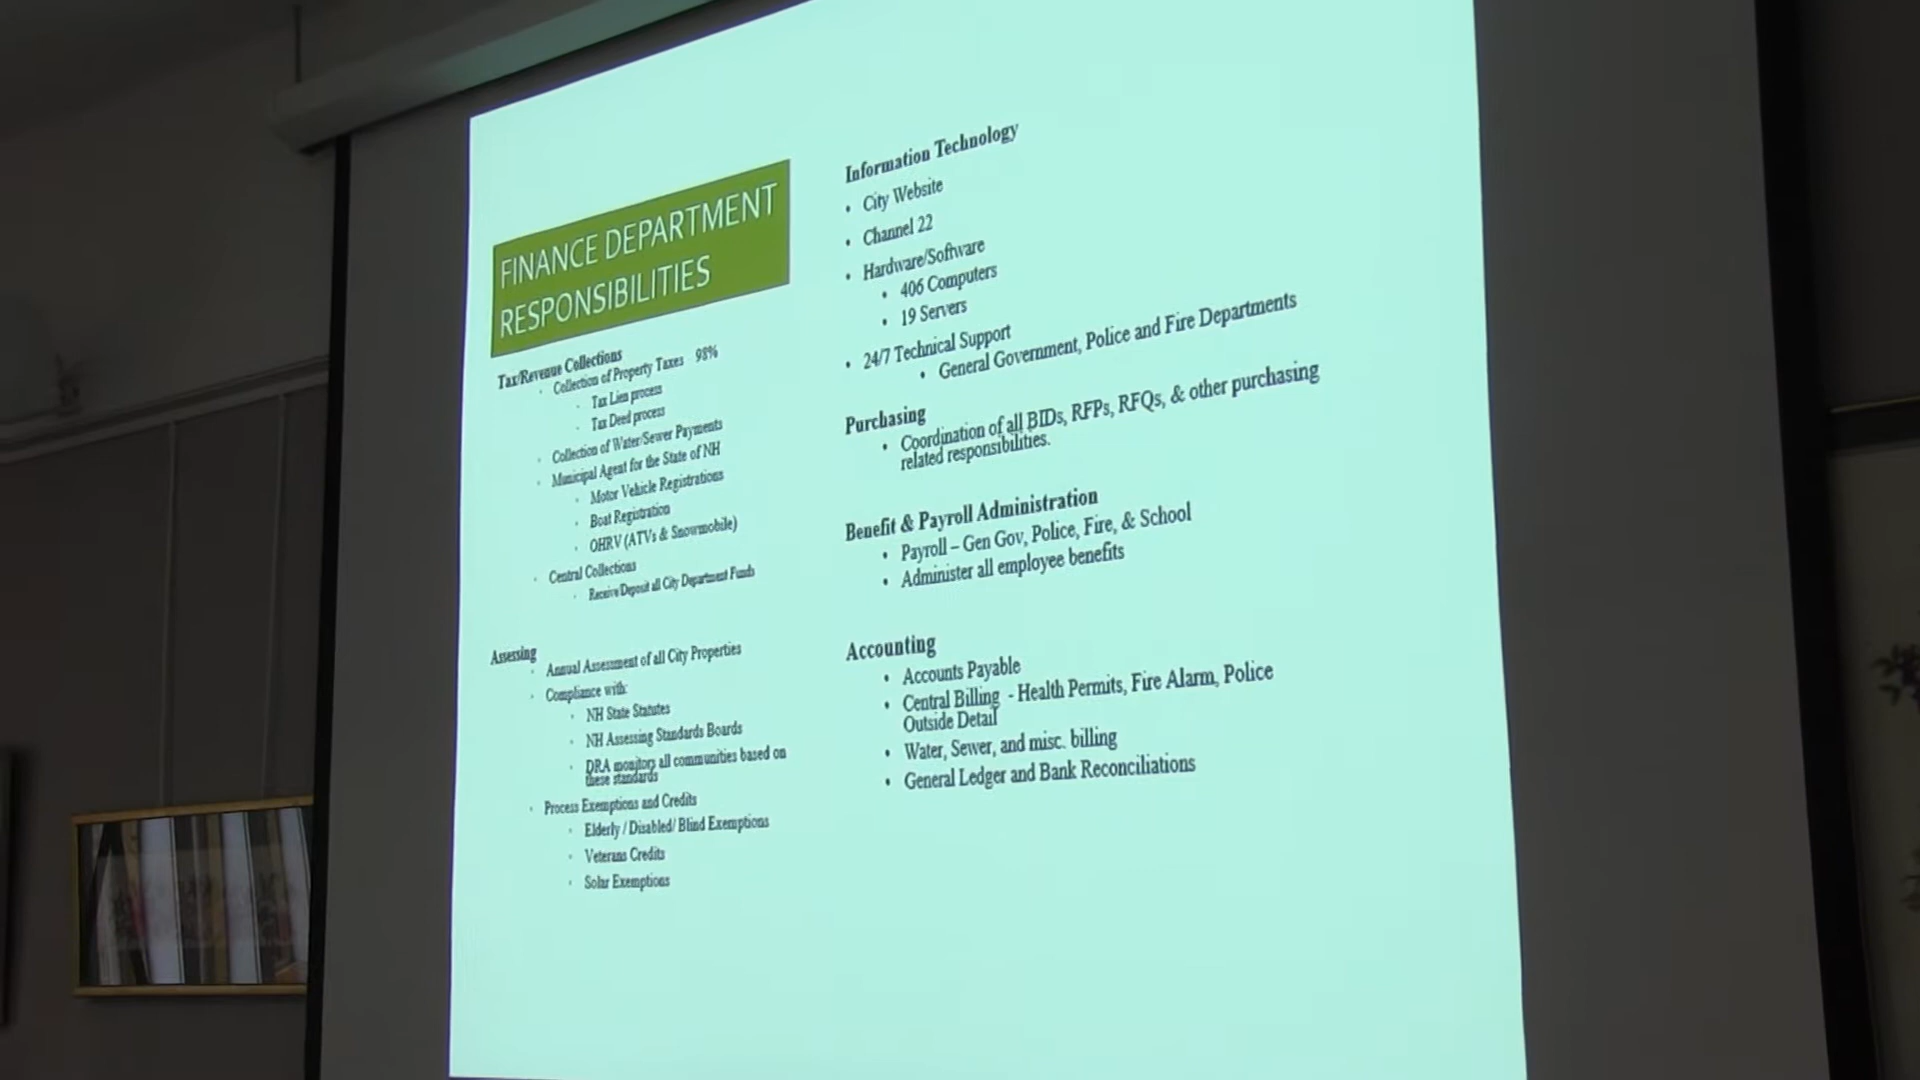 FINANCE DEPARTMENT
RESPONSIBILITIES
Tax/Revenue Collections
Collection of Property Taxes 98%
Tax Lien process
Tax Deed process
Collection of Water/Sewer Payments
Municipal Agent for the State of NH
Motor Vehicle Registrations
Boat Registration
OHRV (ATVs & Snowmobile)
Central Collections
Receive/Deposit all City Department Funds
Assessing
Annual Assessment of all City Properties
Compliance with:
NH State Statutes
NH Assessing Standards Boards
DRA monitors all communities based on
these standards
Process Exemptions and Credits
Elderly / Disabled/ Blind Exemptions
Veterans Credits
Solar Exemptions
Information Technology
• City Website
• Channel 22
• Hardware/Software
• 406 Computers
• 19 Servers
• 24/7 Technical Support
• General Government, Police and Fire Departments
Purchasing
• Coordination of all BIDs, RFPs, RFQs, & other purchasing
related responsibilities.
Benefit & Payroll Administration
• Payroll – Gen Gov, Police, Fire, & School
• Administer all employee benefits
Accounting
• Accounts Payable
• Central Billing - Health Permits, Fire Alarm, Police
Outside Detail
• Water, Sewer, and misc. billing
• General Ledger and Bank Reconciliations